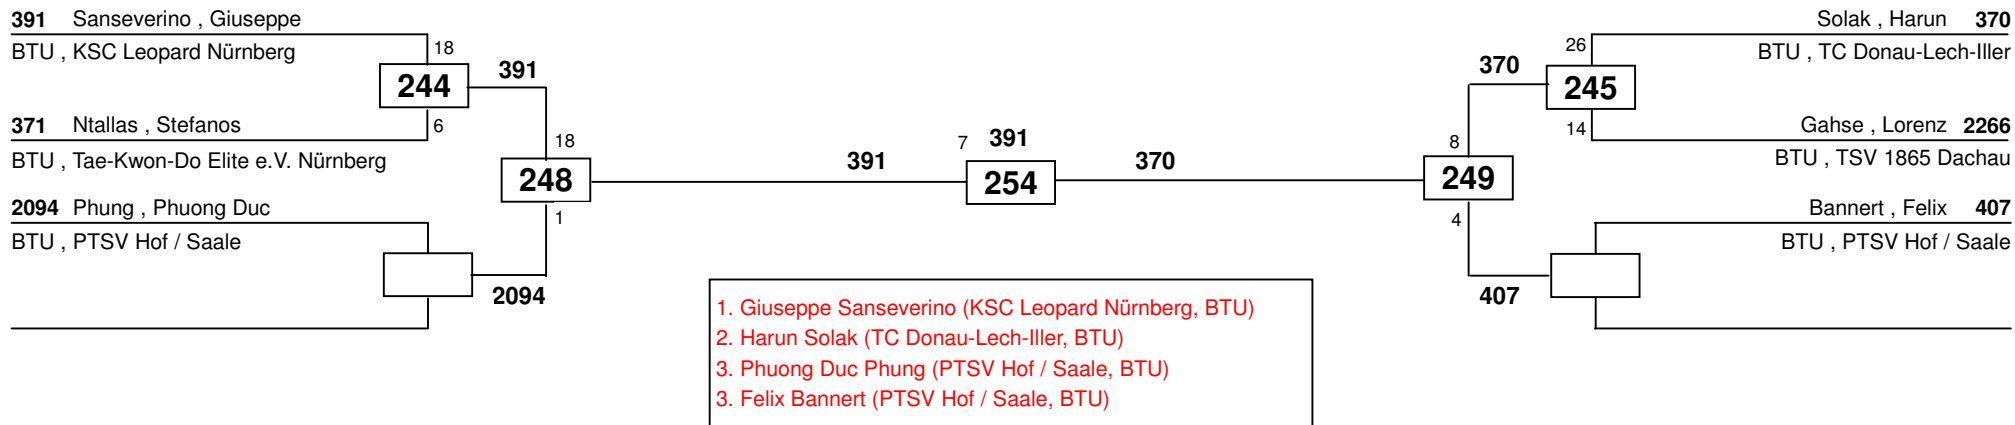 391 Sanseverino , Giuseppe
BTU , KSC Leopard Nürnberg
18
244
391
371 Ntallas , Stefanos
6
BTU , Tae-Kwon-Do Elite e.V. Nürnberg
18
248
391
1
2094 Phung , Phuong Duc
BTU , PTSV Hof / Saale
2094
7 391
254
370
Solak , Harun 370
BTU , TC Donau-Lech-Iller
26
370
245
14
Gahse , Lorenz 2266
BTU , TSV 1865 Dachau
8
249
4
Bannert , Felix 407
BTU , PTSV Hof / Saale
407
1. Giuseppe Sanseverino (KSC Leopard Nürnberg, BTU)
2. Harun Solak (TC Donau-Lech-Iller, BTU)
3. Phuong Duc Phung (PTSV Hof / Saale, BTU)
3. Felix Bannert (PTSV Hof / Saale, BTU)